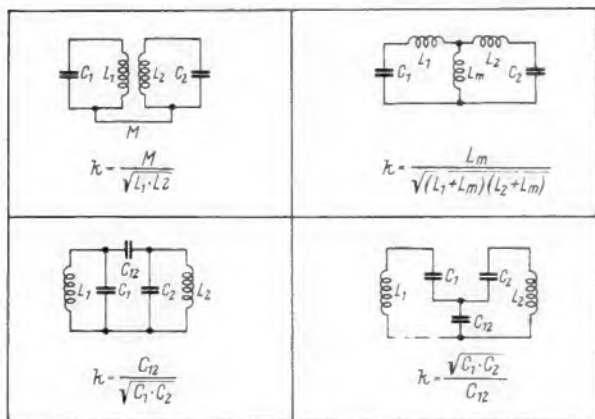 C1 L1 L2 C2
M
k = M / √(L1·L2)
L1 L2
C1 Lm C2
k = Lm / √((L1+Lm)(L2+Lm))
C12
L1 C1 C2 L2
k = C12 / √(C1·C2)
C1 C2
L1 L2
C12
k = √(C1·C2) / C12